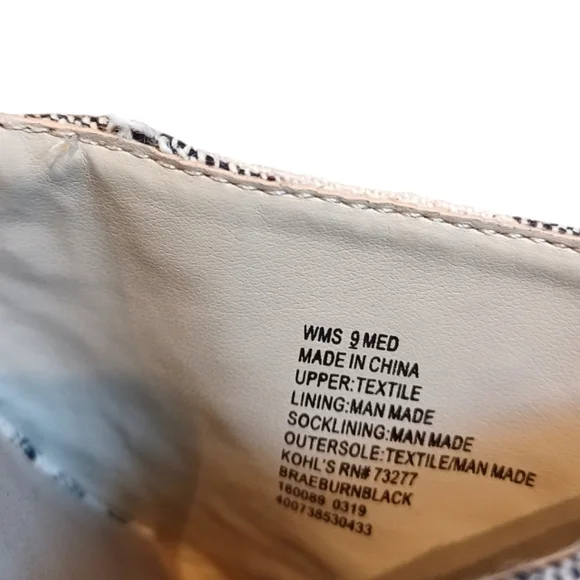 WMS 9 MED
MADE IN CHINA
UPPER:TEXTILE
LINING:MAN MADE
SOCKLINING:MAN MADE
OUTERSOLE:TEXTILE/MAN MADE
KOHL'S RN# 73277
BRAEBURNBLACK
160089 0319
400738530433